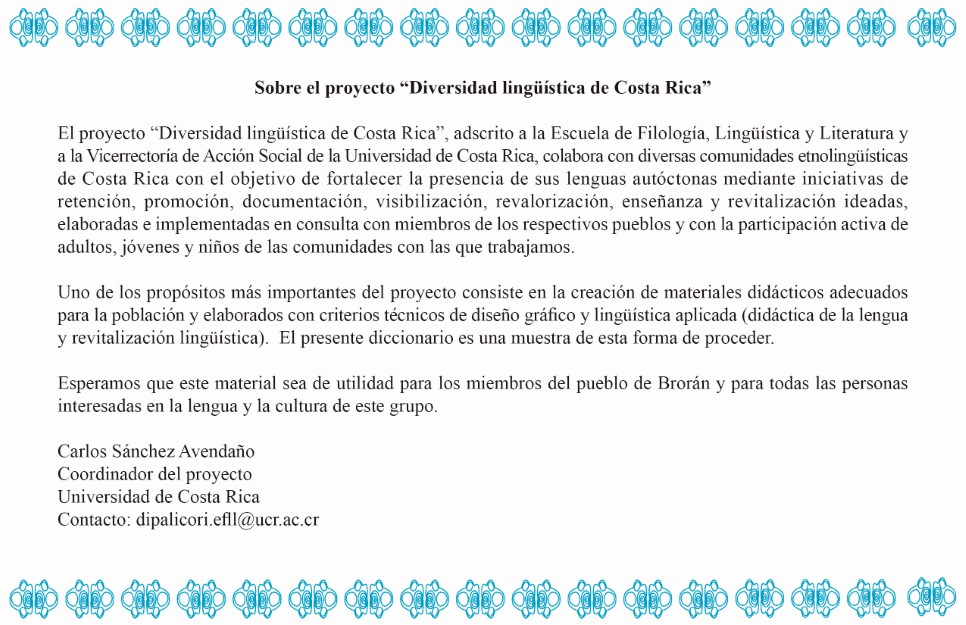 Sobre el proyecto “Diversidad lingüística de Costa Rica”
El proyecto “Diversidad lingüística de Costa Rica”, adscrito a la Escuela de Filología, Lingüística y Literatura y
a la Vicerrectoría de Acción Social de la Universidad de Costa Rica, colabora con diversas comunidades etnolingüísticas
de Costa Rica con el objetivo de fortalecer la presencia de sus lenguas autóctonas mediante iniciativas de
retención, promoción, documentación, visibilización, revalorización, enseñanza y revitalización ideadas,
elaboradas e implementadas en consulta con miembros de los respectivos pueblos y con la participación activa de
adultos, jóvenes y niños de las comunidades con las que trabajamos.
Uno de los propósitos más importantes del proyecto consiste en la creación de materiales didácticos adecuados
para la población y elaborados con criterios técnicos de diseño gráfico y lingüística aplicada (didáctica de la lengua
y revitalización lingüística). El presente diccionario es una muestra de esta forma de proceder.
Esperamos que este material sea de utilidad para los miembros del pueblo de Brorán y para todas las personas
interesadas en la lengua y la cultura de este grupo.
Carlos Sánchez Avendaño
Coordinador del proyecto
Universidad de Costa Rica
Contacto: dipalicori.efll@ucr.ac.cr